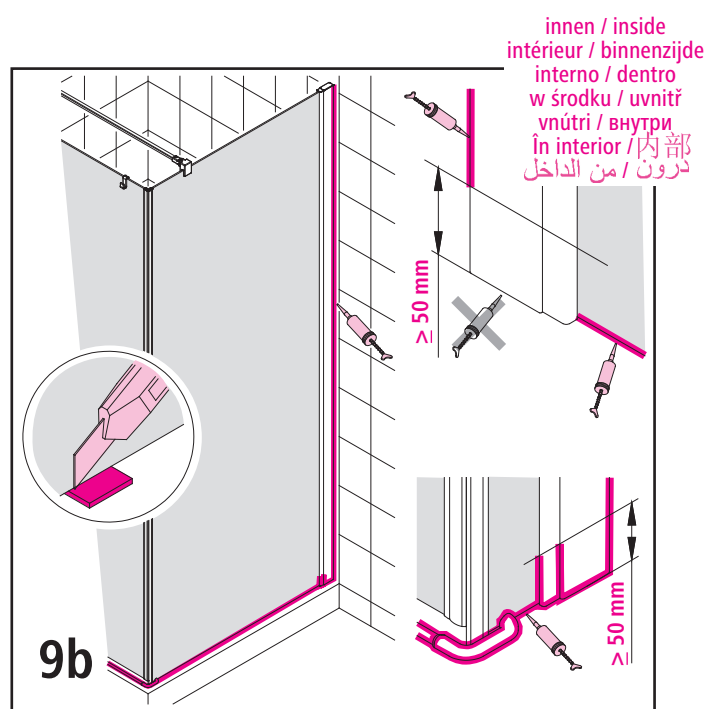 innen / inside
intérieur / binnenzijde
interno / dentro
w środku / uvnitř
vnútri / внутри
În interior / 内部
درون / من الداخل
≥ 50 mm
≥ 50 mm
9b